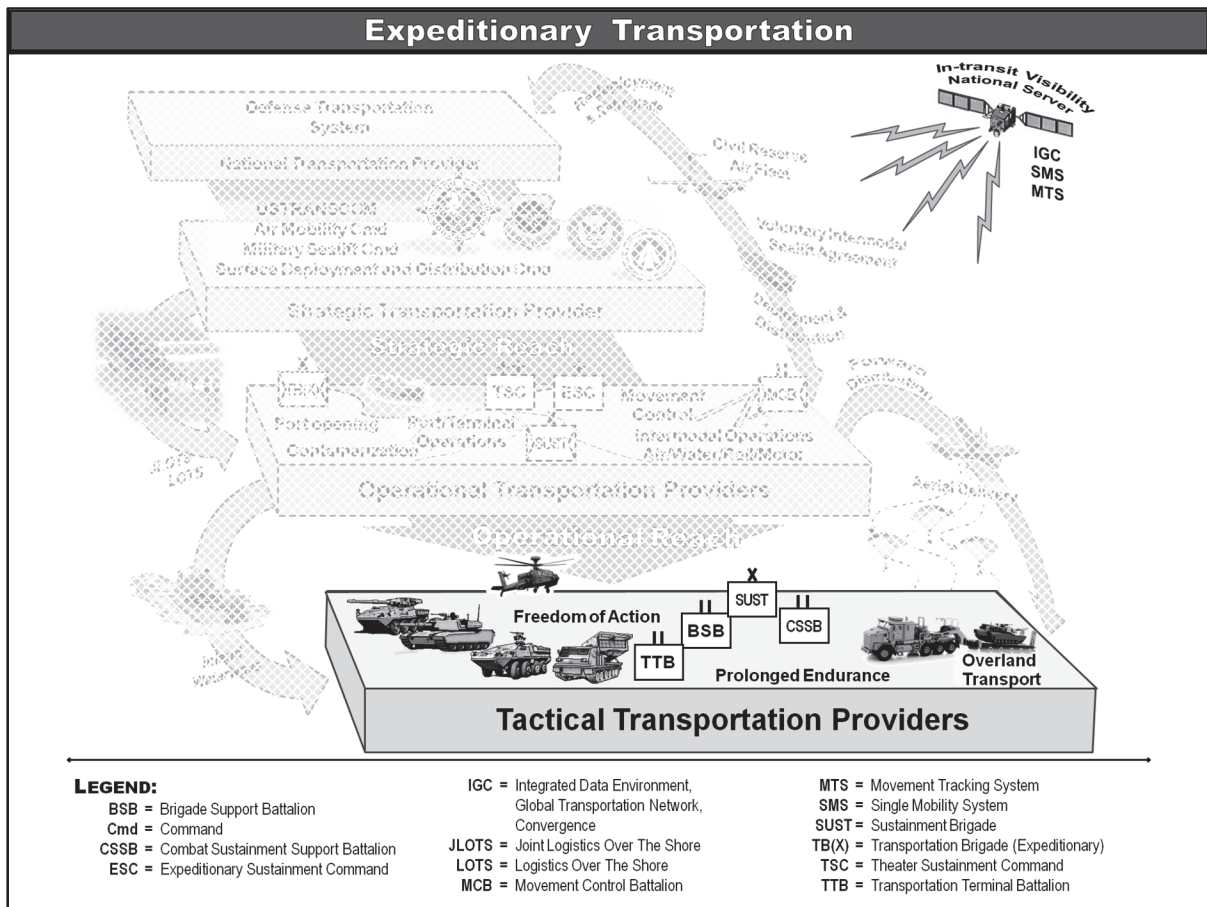 Expeditionary Transportation
In-transit Visibility
National Server
IGC
SMS
MTS
Defense Transportation
System
National Transportation Provider
Civil Reserve
Air Fleet
USTRANSCOM
Air Mobility Cmd
Military Sealift Cmd
Surface Deployment and Distribution Cmd
Voluntary Intermodal
Sealift Agreement
Strategic Transportation Provider
Strategic Reach
Forward
Distribution
X
TSC
ESC
Movement
Control
II
MCB
Port opening
Port/Terminal
Operations
SUST
Intermodal Operations
Air/Water/Rail/Motor
Containerization
JLOTS
LOTS
Operational Transportation Providers
Aerial Delivery
Operational Reach
Freedom of Action
II
TTB
II
BSB
X
SUST
II
CSSB
Prolonged Endurance
Overland
Transport
Tactical Transportation Providers
LEGEND:
BSB = Brigade Support Battalion
Cmd = Command
CSSB = Combat Sustainment Support Battalion
ESC = Expeditionary Sustainment Command
IGC = Integrated Data Environment,
Global Transportation Network,
Convergence
JLOTS = Joint Logistics Over The Shore
LOTS = Logistics Over The Shore
MCB = Movement Control Battalion
MTS = Movement Tracking System
SMS = Single Mobility System
SUST = Sustainment Brigade
TB(X) = Transportation Brigade (Expeditionary)
TSC = Theater Sustainment Command
TTB = Transportation Terminal Battalion